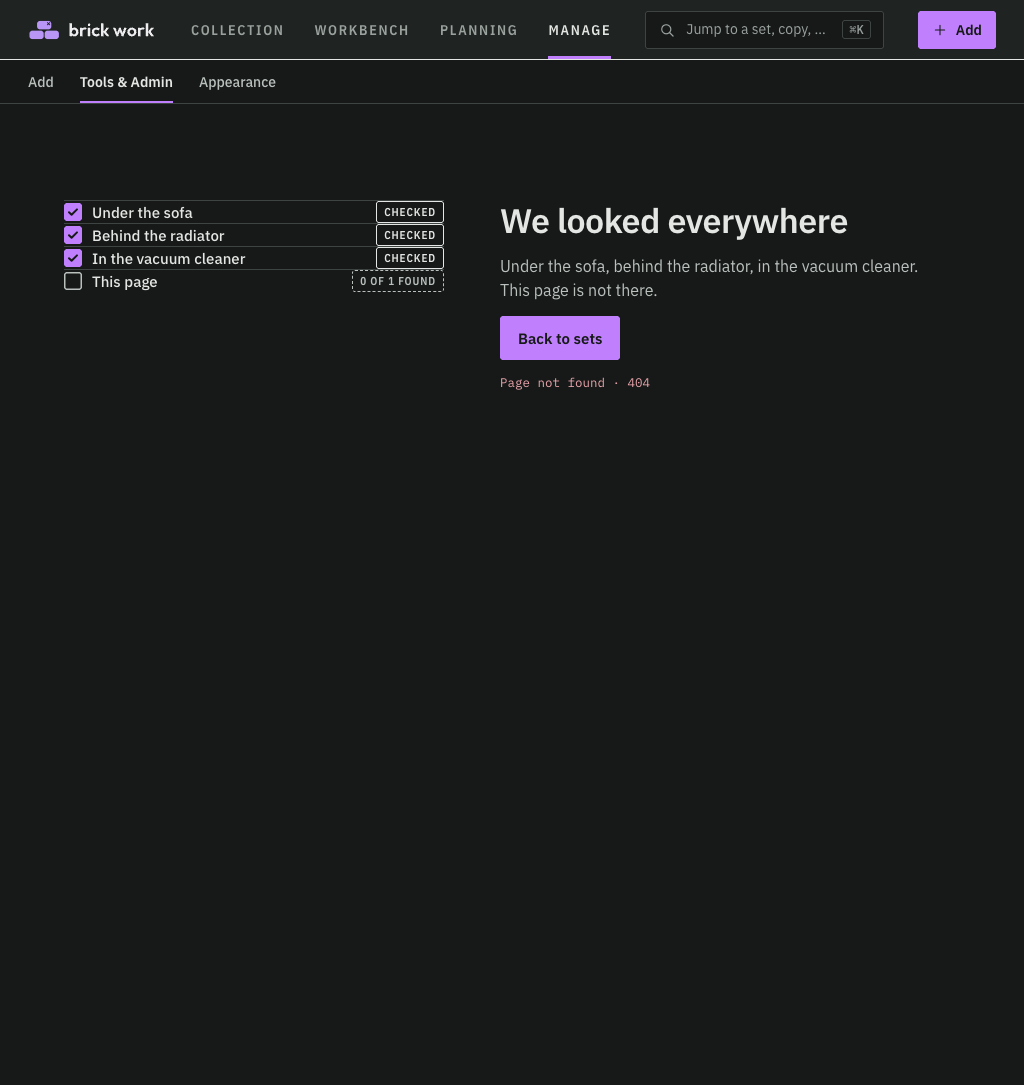 brick work
COLLECTION WORKBENCH PLANNING MANAGE
Jump to a set, copy, ... ⌘K
+ Add
Add Tools & Admin Appearance
Under the sofa CHECKED
Behind the radiator CHECKED
In the vacuum cleaner CHECKED
This page 0 OF 1 FOUND
We looked everywhere
Under the sofa, behind the radiator, in the vacuum cleaner.
This page is not there.
Back to sets
Page not found · 404